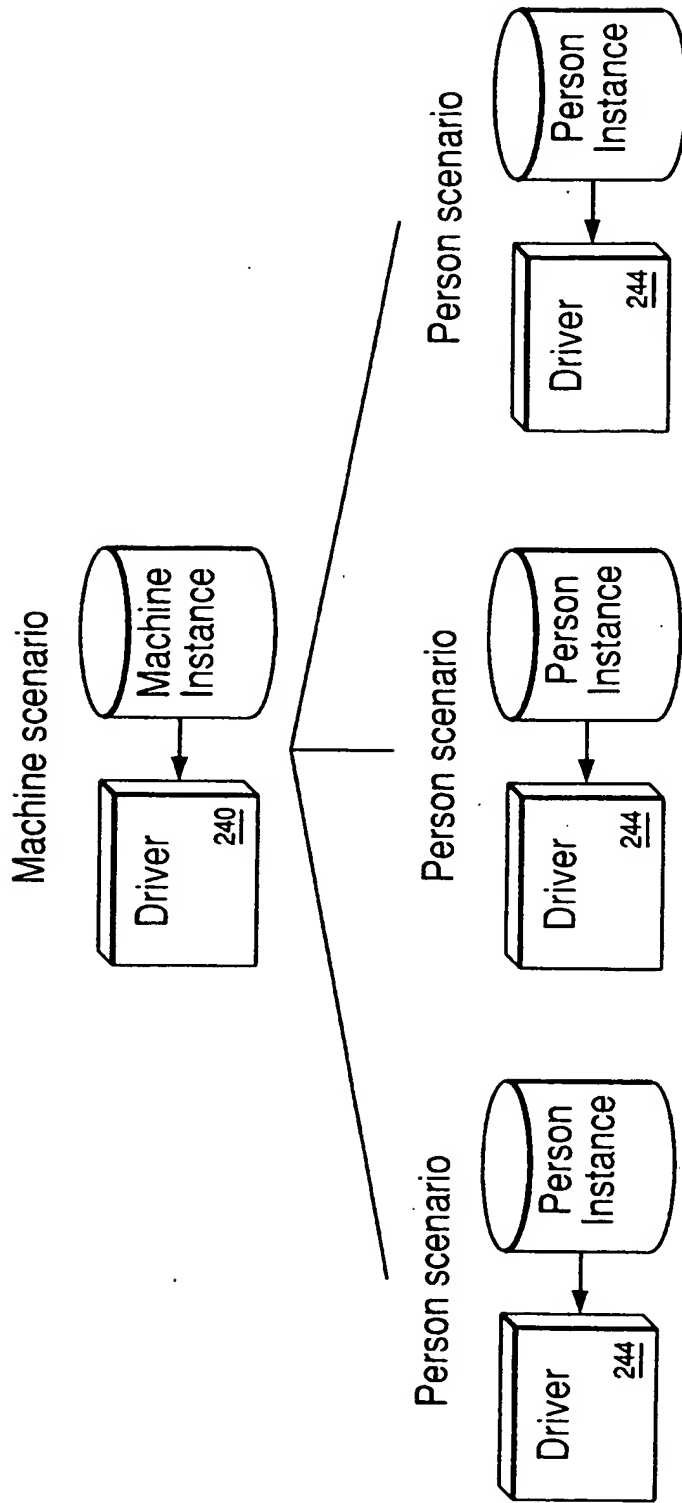 Machine scenario
Driver
240
Machine
Instance
Person scenario
Driver
244
Person
Instance
Person scenario
Driver
244
Person
Instance
Person scenario
Driver
244
Person
Instance